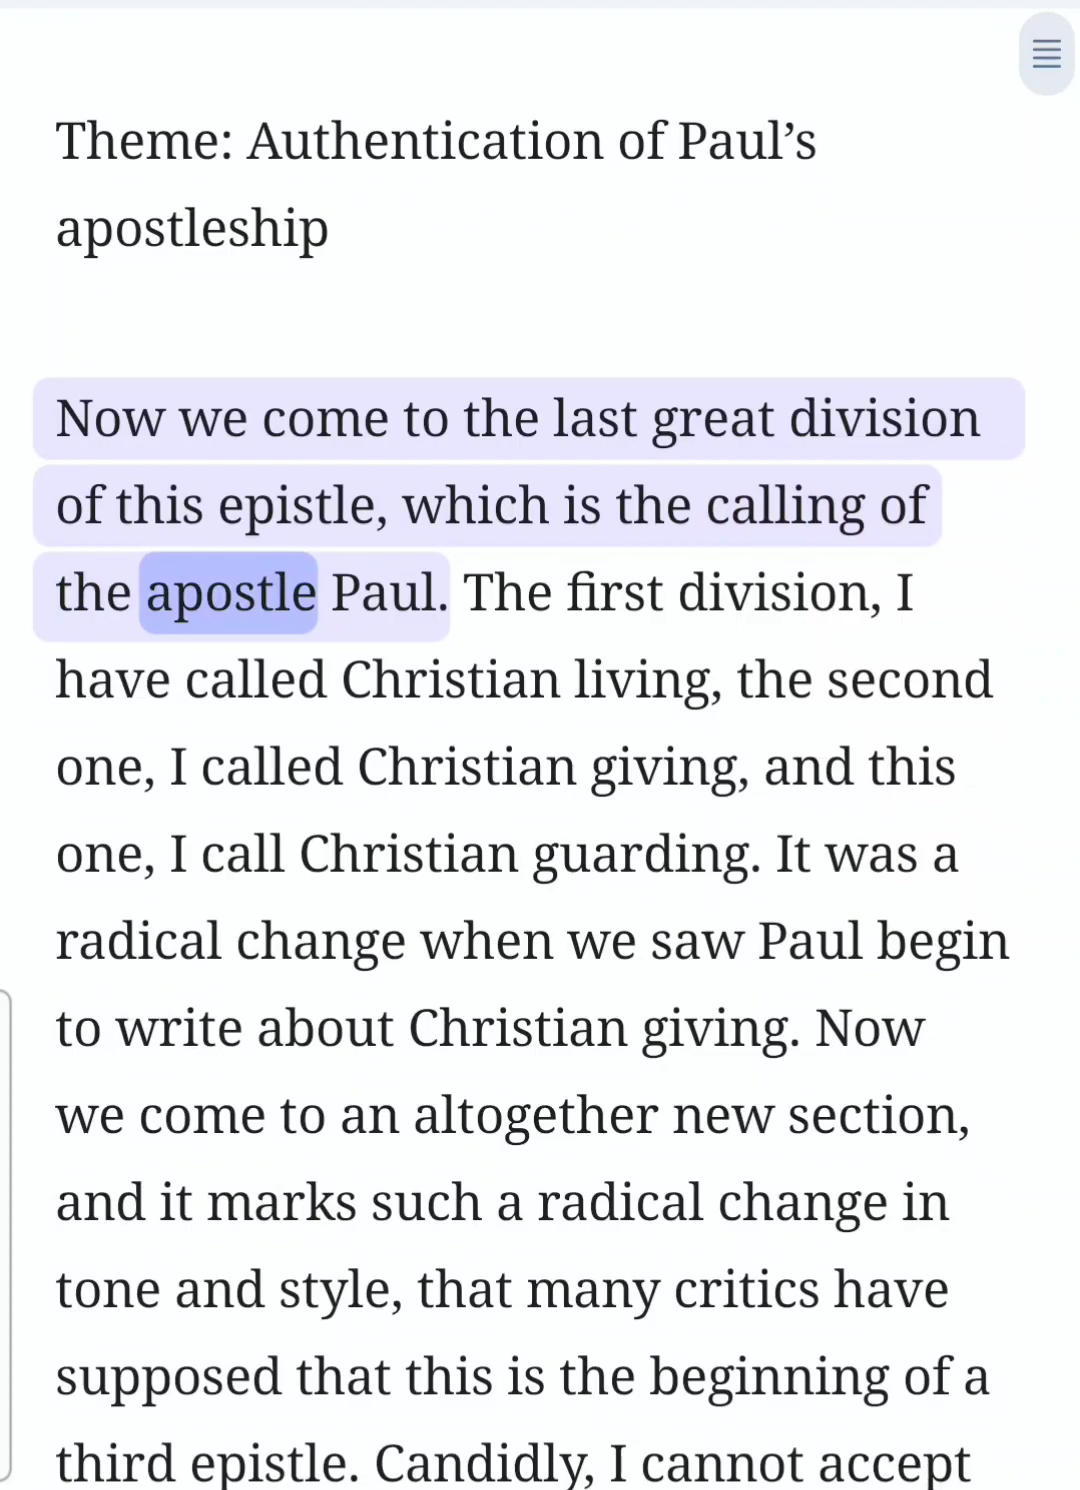 Theme: Authentication of Paul’s
apostleship
Now we come to the last great division
of this epistle, which is the calling of
the apostle Paul. The first division, I
have called Christian living, the second
one, I called Christian giving, and this
one, I call Christian guarding. It was a
radical change when we saw Paul begin
to write about Christian giving. Now
we come to an altogether new section,
and it marks such a radical change in
tone and style, that many critics have
supposed that this is the beginning of a
third epistle. Candidly, I cannot accept